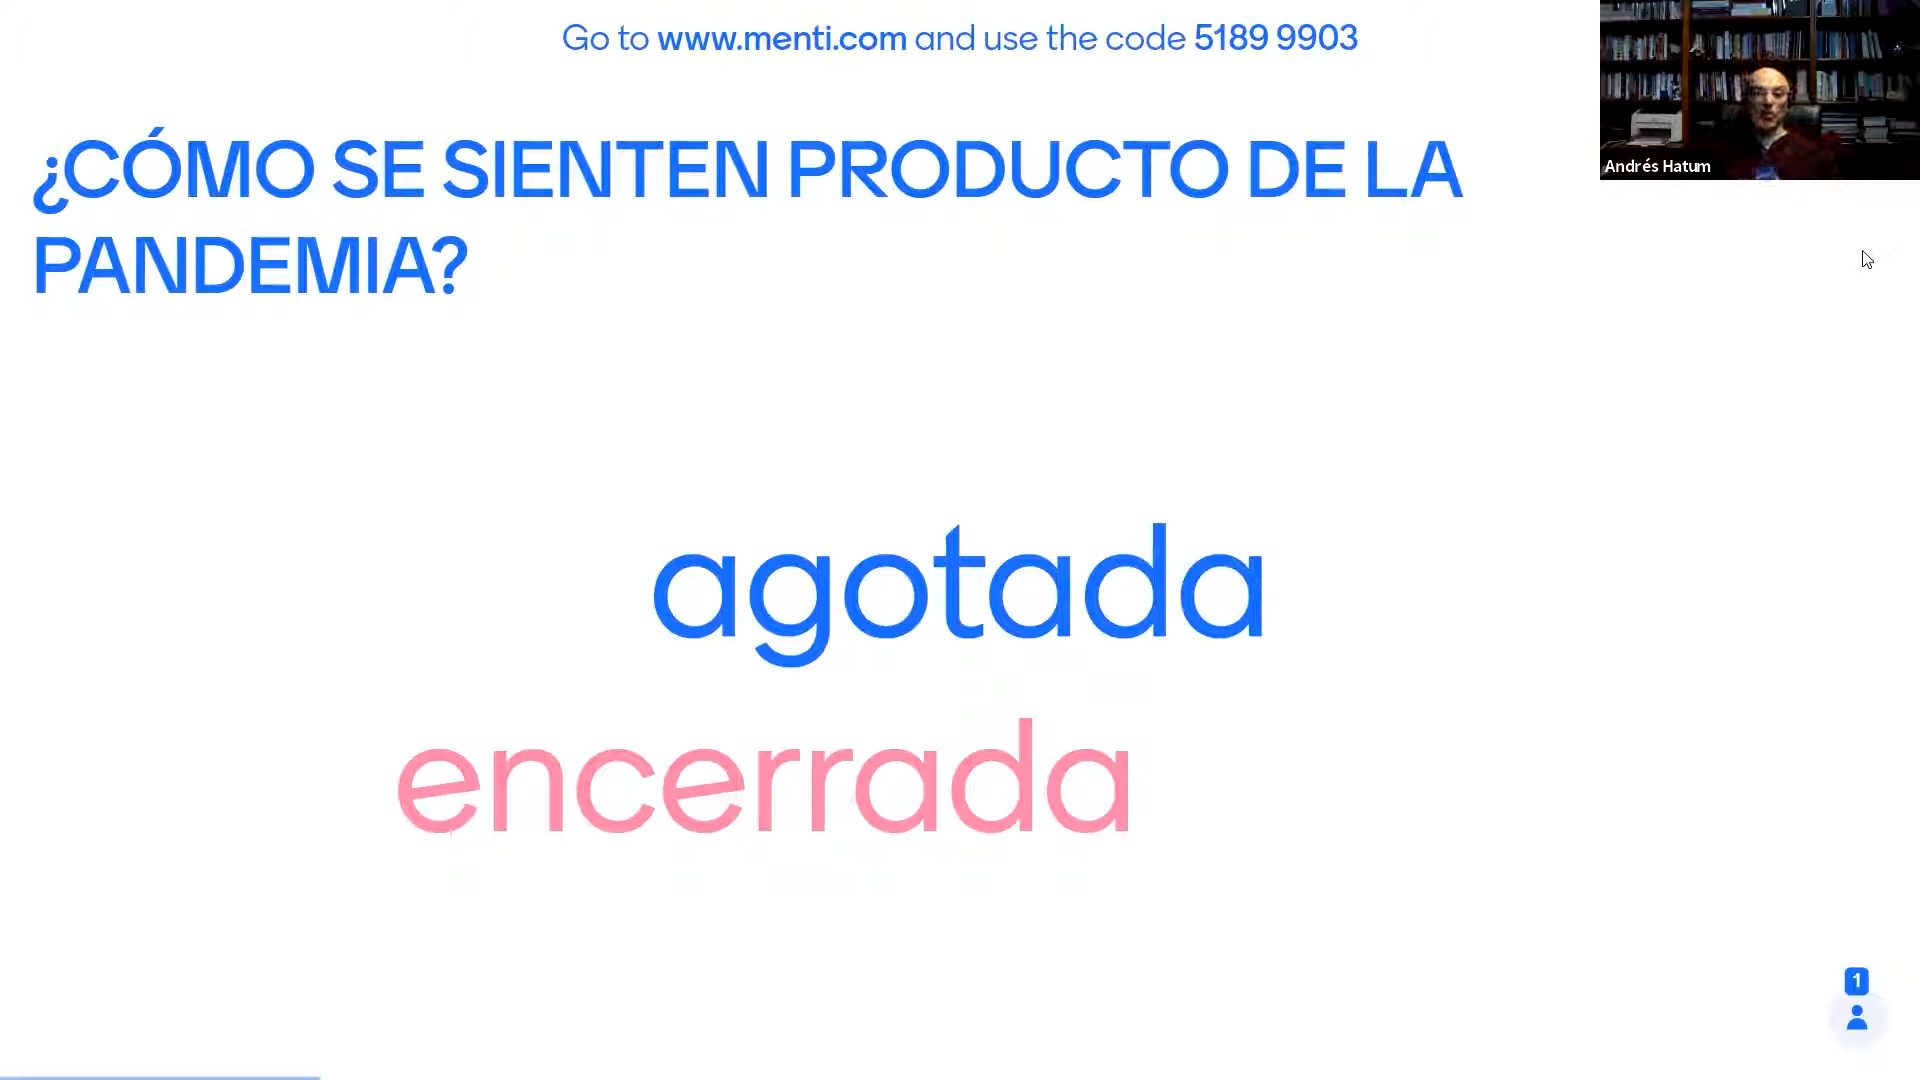 Go to www.menti.com and use the code 5189 9903
¿CÓMO SE SIENTEN PRODUCTO DE LA
PANDEMIA?
Andrés Hatum
agotada
encerrada
1